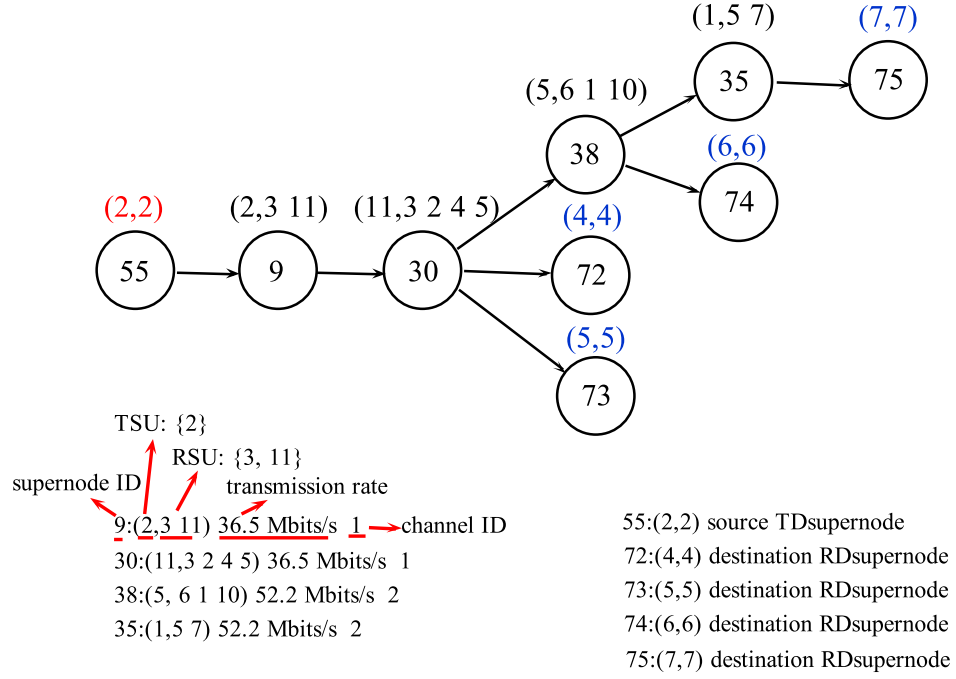 (1,5 7)
(7,7)
35
75
(5,6 1 10)
38
(6,6)
74
(2,2)
(2,3 11)
(11,3 2 4 5)
(4,4)
55
9
30
72
(5,5)
73
TSU: {2}
RSU: {3, 11}
supernode ID
transmission rate
9:(2,3 11) 36.5 Mbits/s 1
channel ID
30:(11,3 2 4 5) 36.5 Mbits/s 1
38:(5, 6 1 10) 52.2 Mbits/s 2
35:(1,5 7) 52.2 Mbits/s 2
55:(2,2) source TDsupernode
72:(4,4) destination RDsupernode
73:(5,5) destination RDsupernode
74:(6,6) destination RDsupernode
75:(7,7) destination RDsupernode